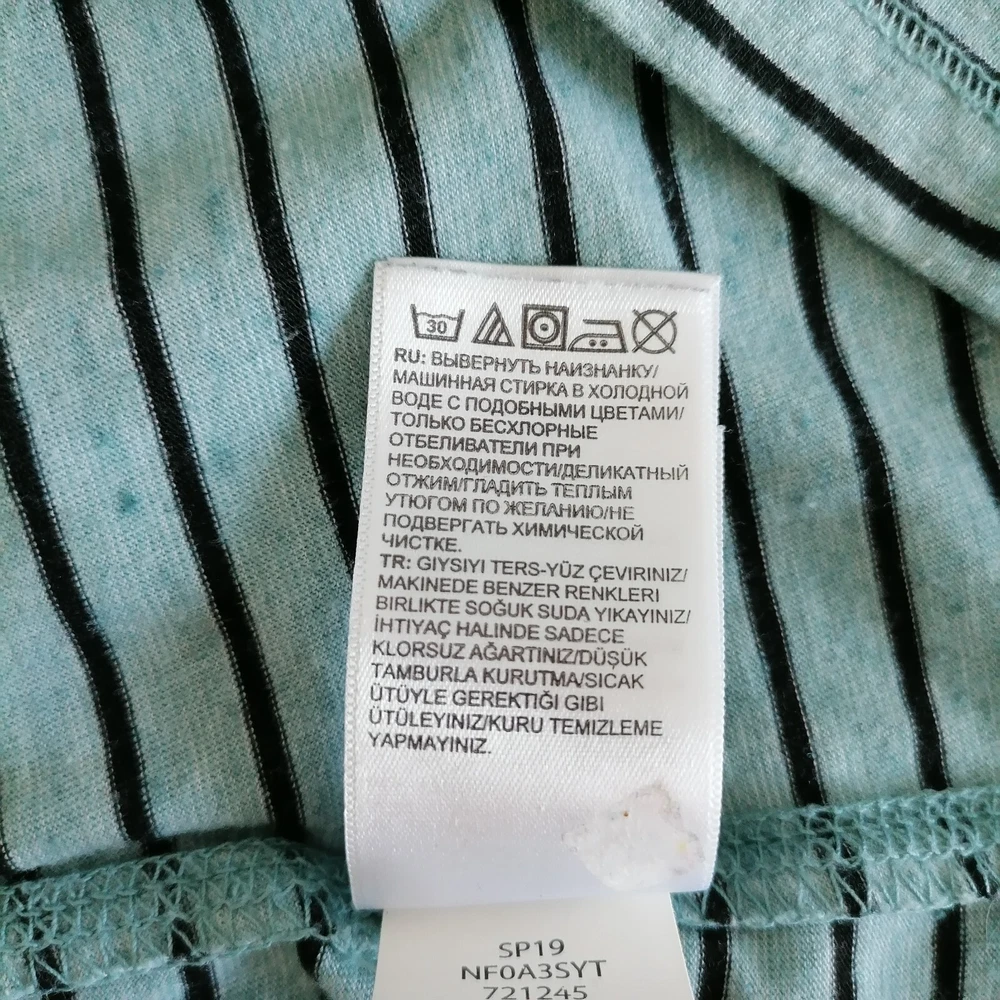 30
RU: ВЫВЕРНУТЬ НАИЗНАНКУ/
МАШИННАЯ СТИРКА В ХОЛОДНОЙ
ВОДЕ С ПОДОБНЫМИ ЦВЕТАМИ/
ТОЛЬКО БЕСХЛОРНЫЕ
ОТБЕЛИВАТЕЛИ ПРИ
НЕОБХОДИМОСТИ/ДЕЛИКАТНЫЙ
ОТЖИМ/ГЛАДИТЬ ТЕПЛЫМ
УТЮГОМ ПО ЖЕЛАНИЮ/НЕ
ПОДВЕРГАТЬ ХИМИЧЕСКОЙ
ЧИСТКЕ.
TR: GIYSIYI TERS-YÜZ ÇEVIRINIZ/
MAKINEDE BENZER RENKLERI
BIRLIKTE SOĞUK SUDA YIKAYINIZ/
İHTIYAÇ HALINDE SADECE
KLORSUZ AĞARTINIZ/DÜŞÜK
TAMBURLA KURUTMA/SICAK
ÜTÜYLE GEREKTIĞI GIBI
ÜTÜLEYINIZ/KURU TEMIZLEME
YAPMAYINIZ.
SP19
NF0A3SYT
721245